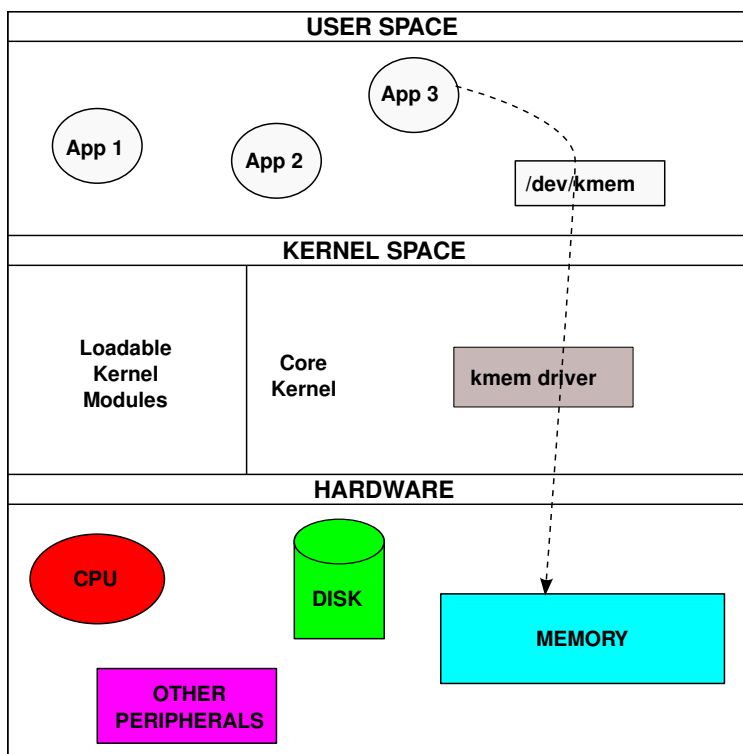 USER SPACE
App 3
App 1
App 2
/dev/kmem
KERNEL SPACE
Loadable
Kernel
Modules
Core
Kernel
kmem driver
HARDWARE
CPU
DISK
MEMORY
OTHER
PERIPHERALS